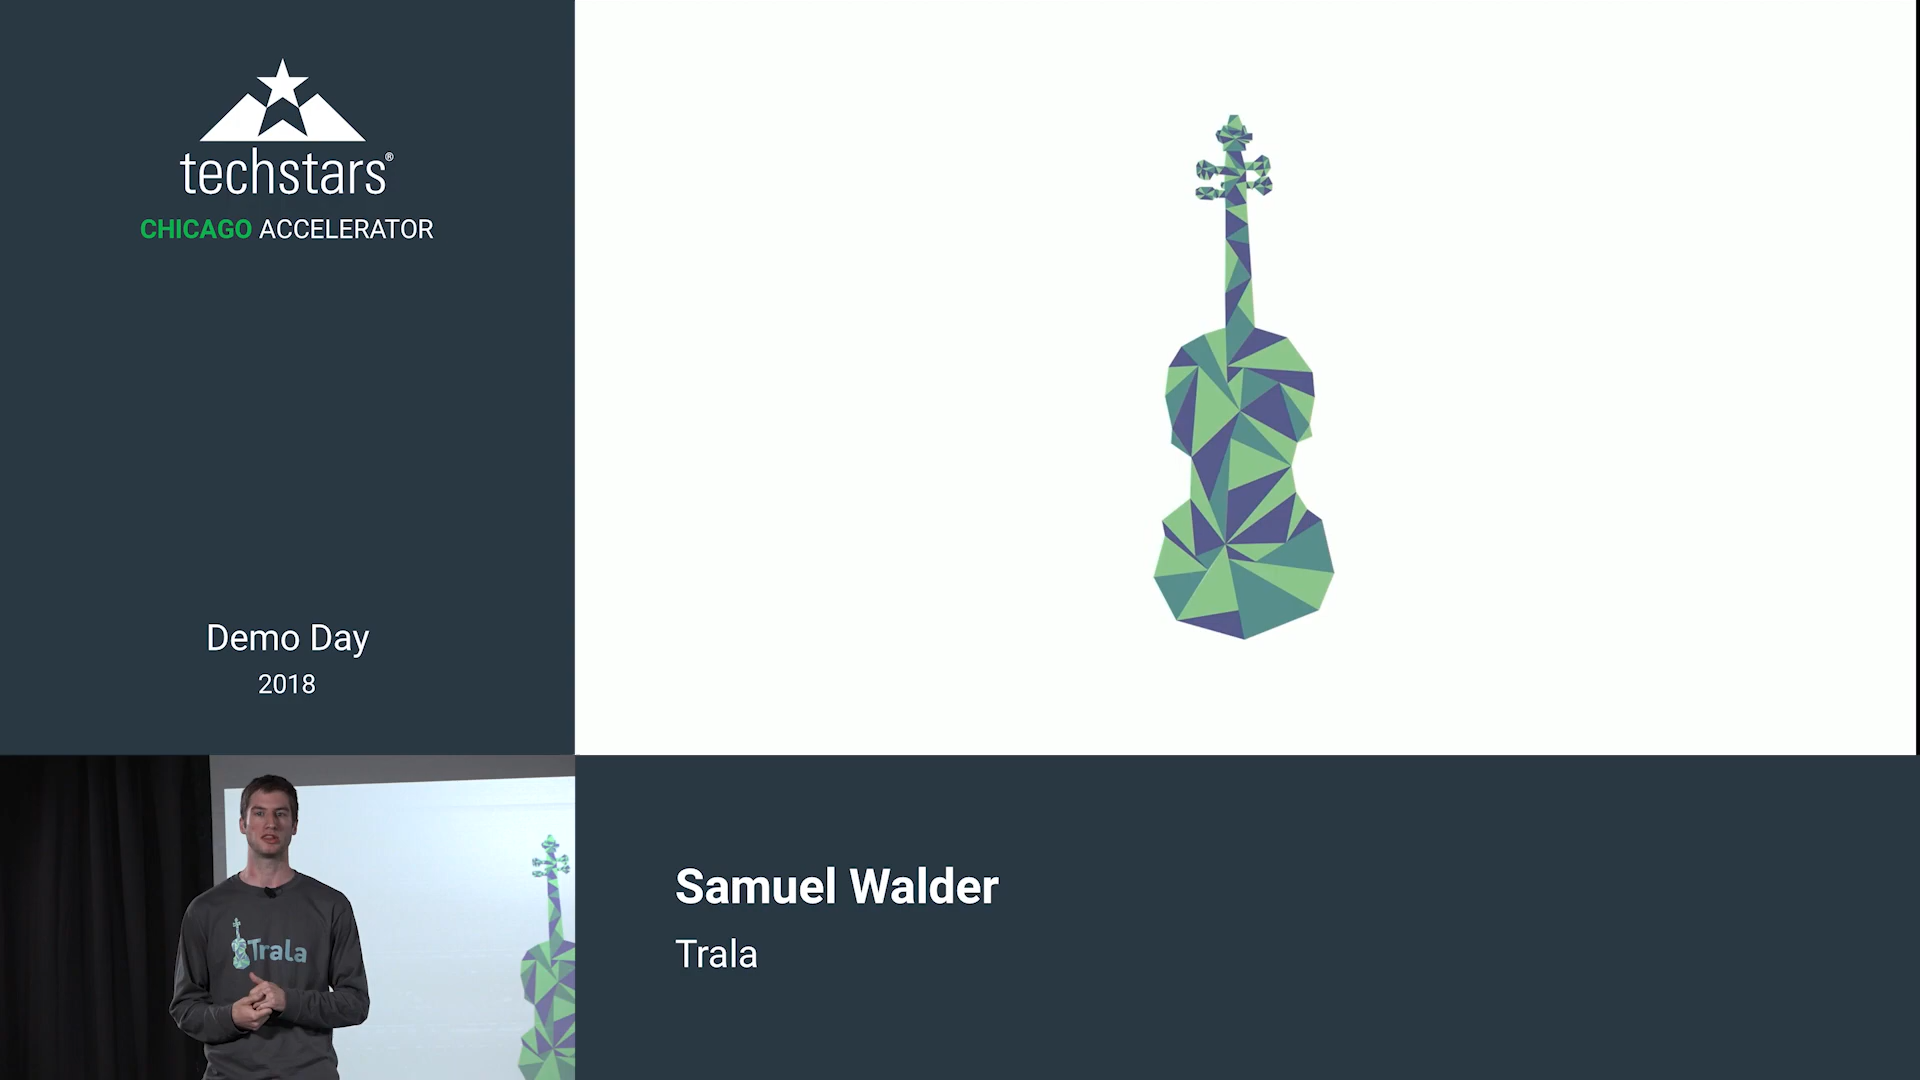 techstars®
CHICAGO ACCELERATOR
Demo Day
2018
Trala
Samuel Walder
Trala